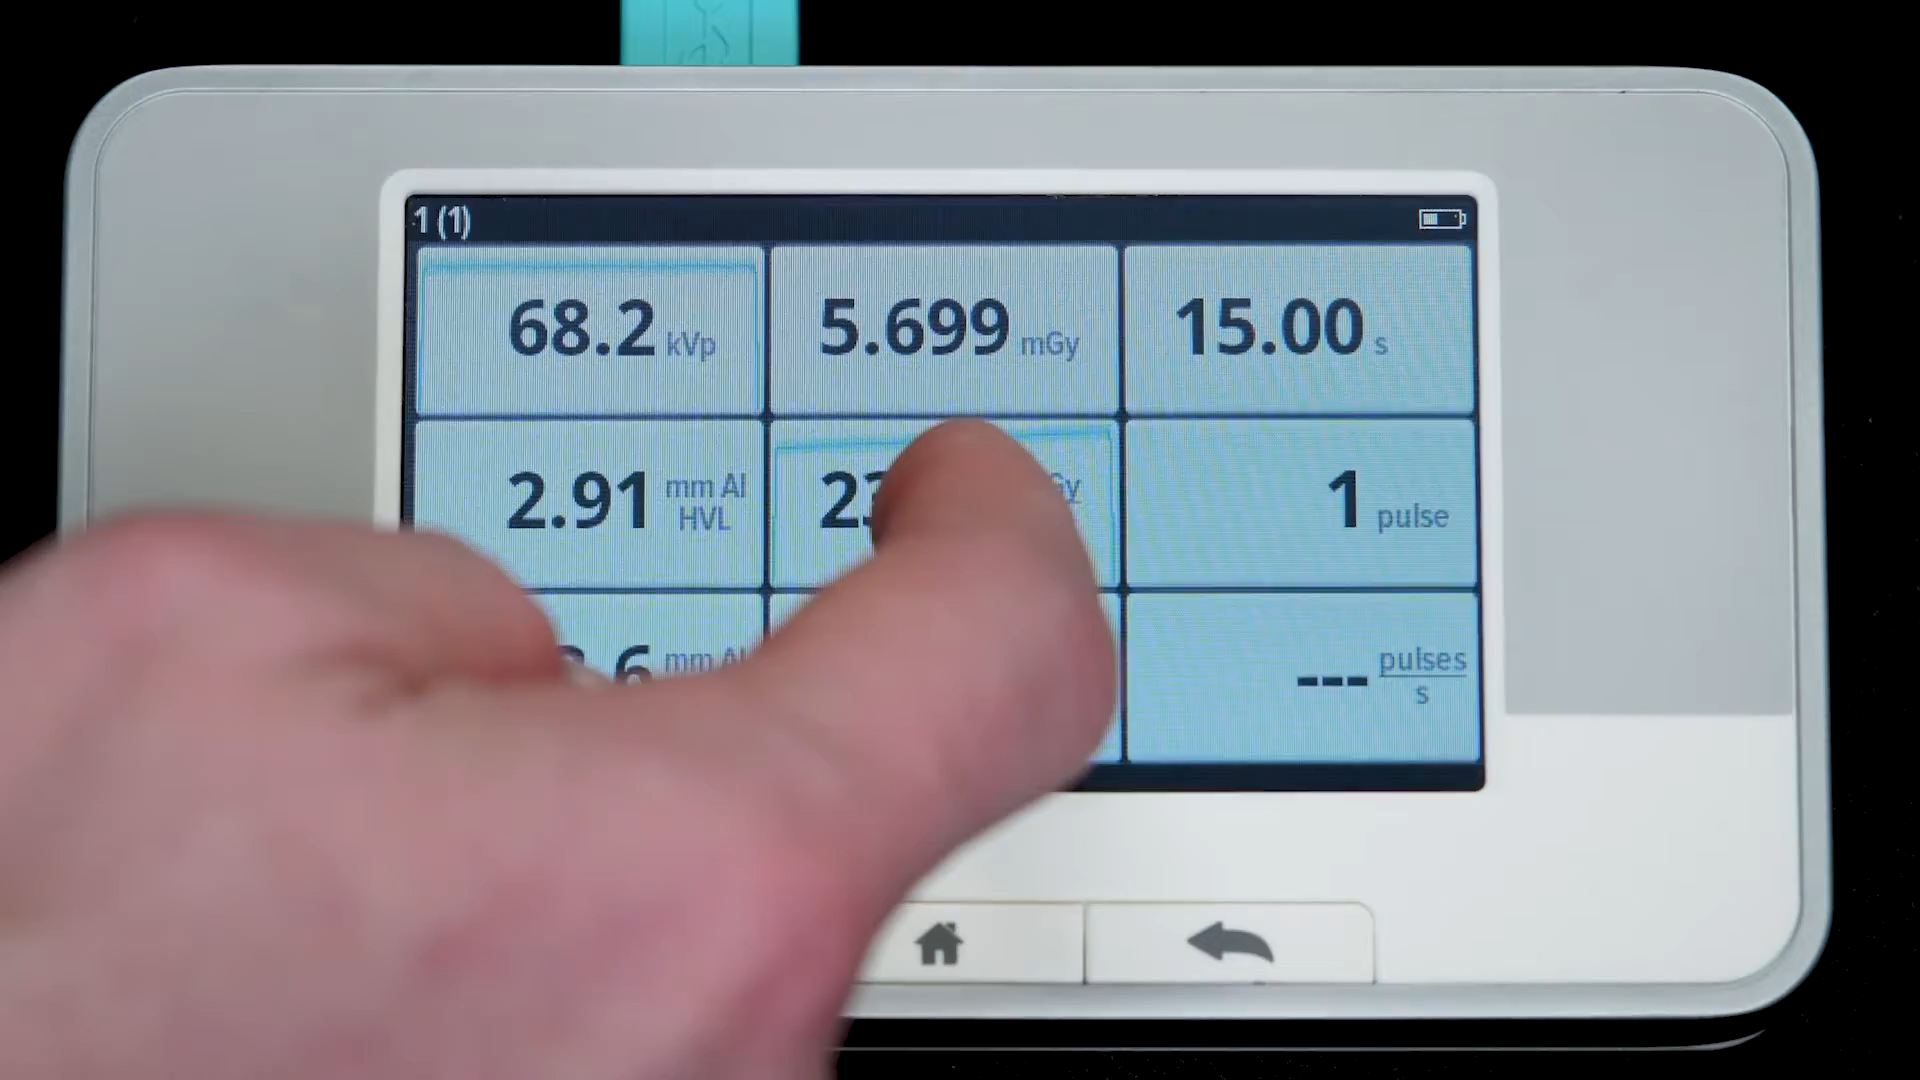 1 (1)
68.2 kVp
5.699 mGy
15.00 s
2.91 mm Al
HVL
1 pulse
mm
--- pulses
s